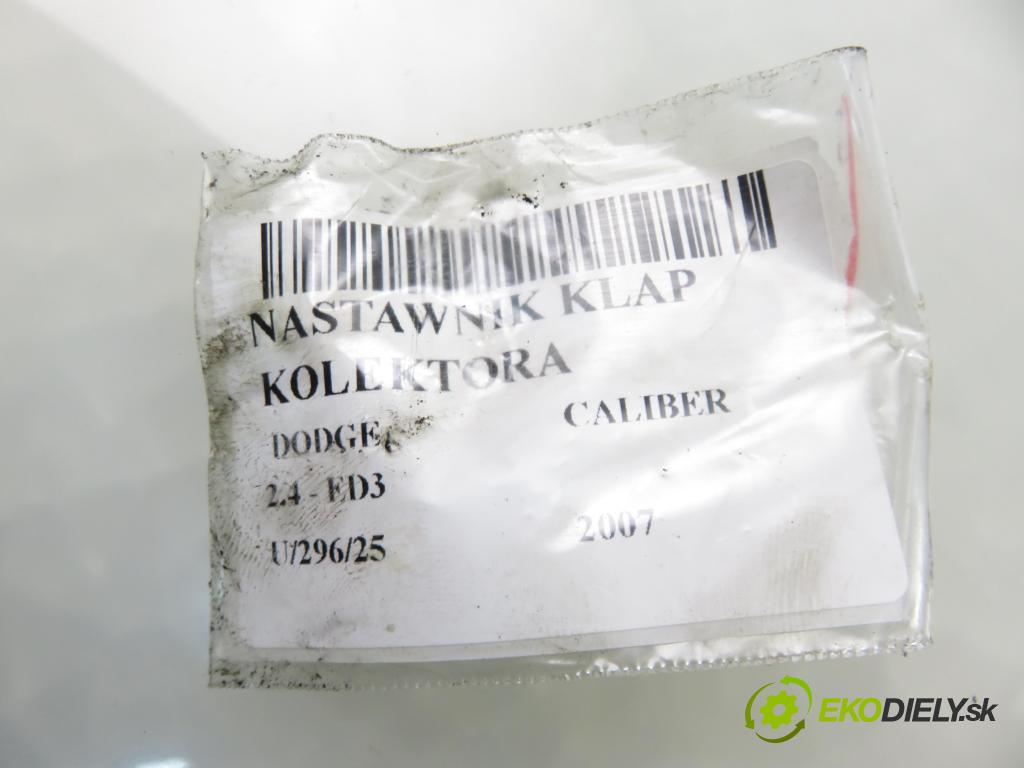 NASTAWNIK KLAP
KOLEKTORA
DODGE CALIBER
2.4 - ED3
U/296/25 2007
EKODIELY.sk